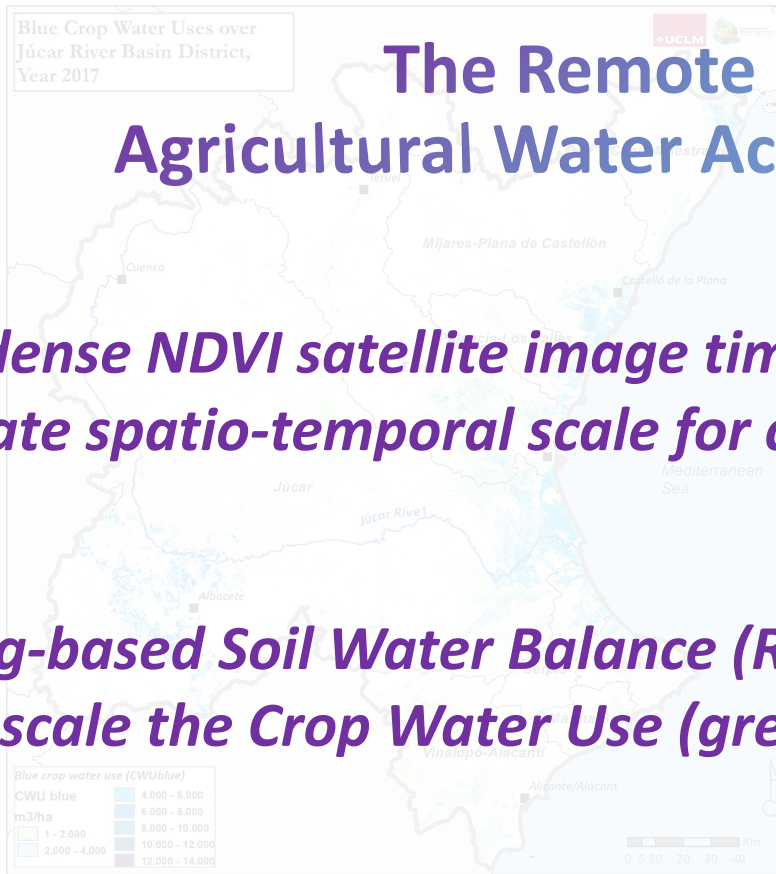 Blue Crop Water Uses over
Júcar River Basin District,
Year 2017
UCLM
The Remote
Agricultural Water Ac
Teruel
Mijares-Plana de Castellón
Cuenca
Castelló de la Plana
dense NDVI satellite image tim
ate spatio-temporal scale for
Mediterranean
Sea
Júcar
Júcar River
Albacete
g-based Soil Water Balance (R
scale the Crop Water Use (gre
Vinalopó-Alacantí
Blue crop water use (CWUblue)
CWU blue
m3/ha
1 - 2.000
2.000 - 4.000
4.000 - 6.000
6.000 - 8.000
8.000 - 10.000
10.000 - 12.000
12.000 - 14.000
Alicante/Alacant
Km
0 5 10 20 30 40